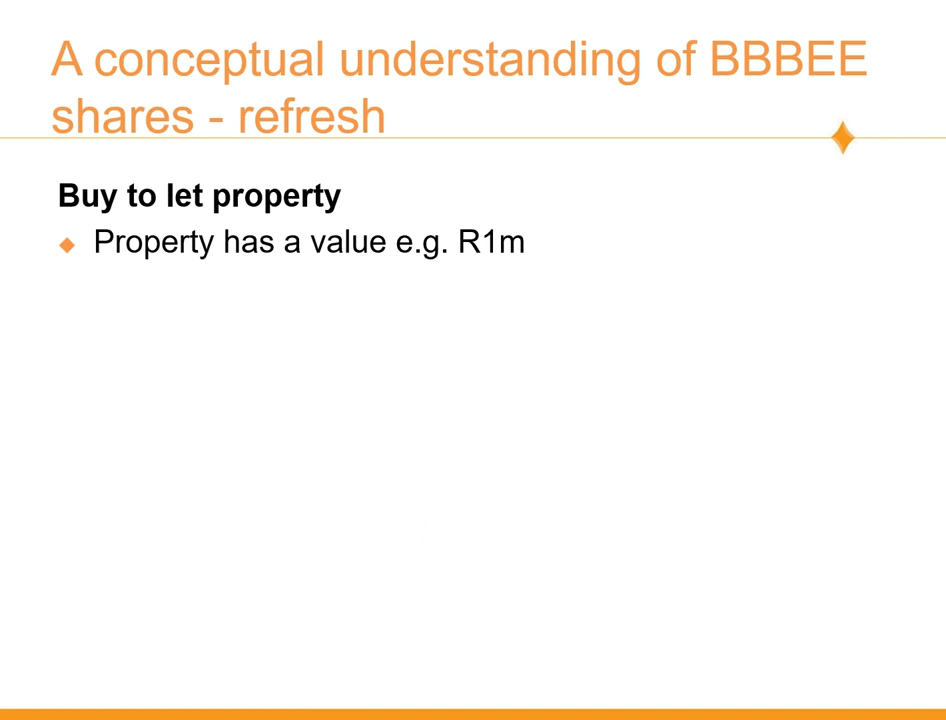 A conceptual understanding of BBBEE
shares - refresh
Buy to let property
Property has a value e.g. R1m